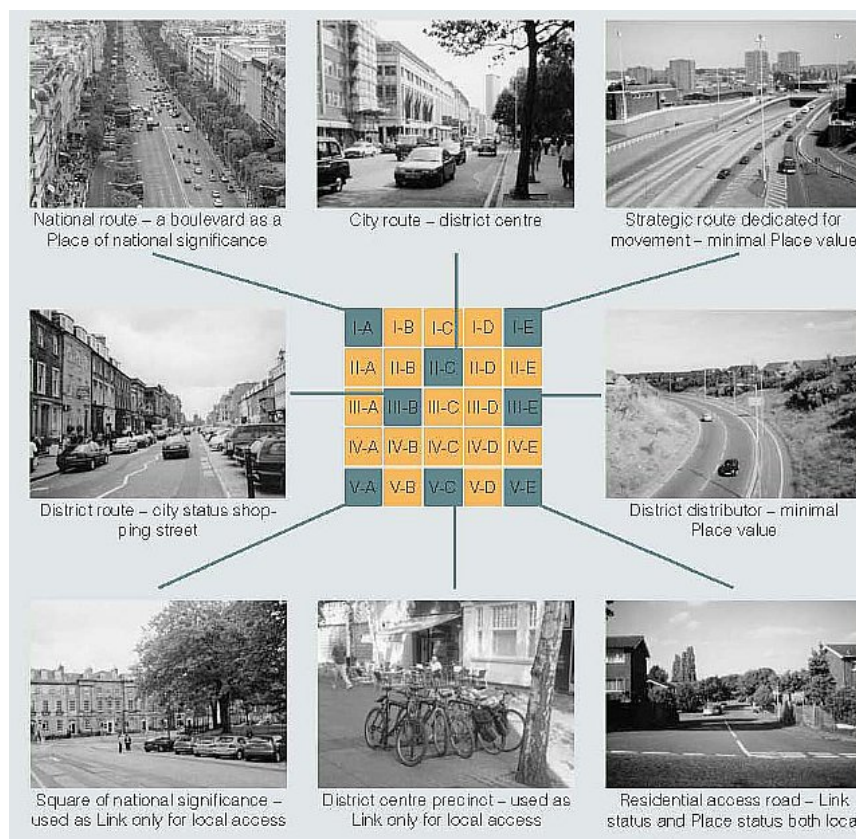 National route – a boulevard as a
Place of national significance
City route – district centre
Strategic route dedicated for
movement – minimal Place value
I-A I-B I-C I-D I-E
II-A II-B II-C II-D II-E
III-A III-B III-C III-D III-E
IV-A IV-B IV-C IV-D IV-E
V-A V-B V-C V-D V-E
District route – city status shop-
ping street
District distributor – minimal
Place value
Square of national significance –
used as Link only for local access
District centre precinct – used as
Link only for local access
Residential access road – Link
status and Place status both local